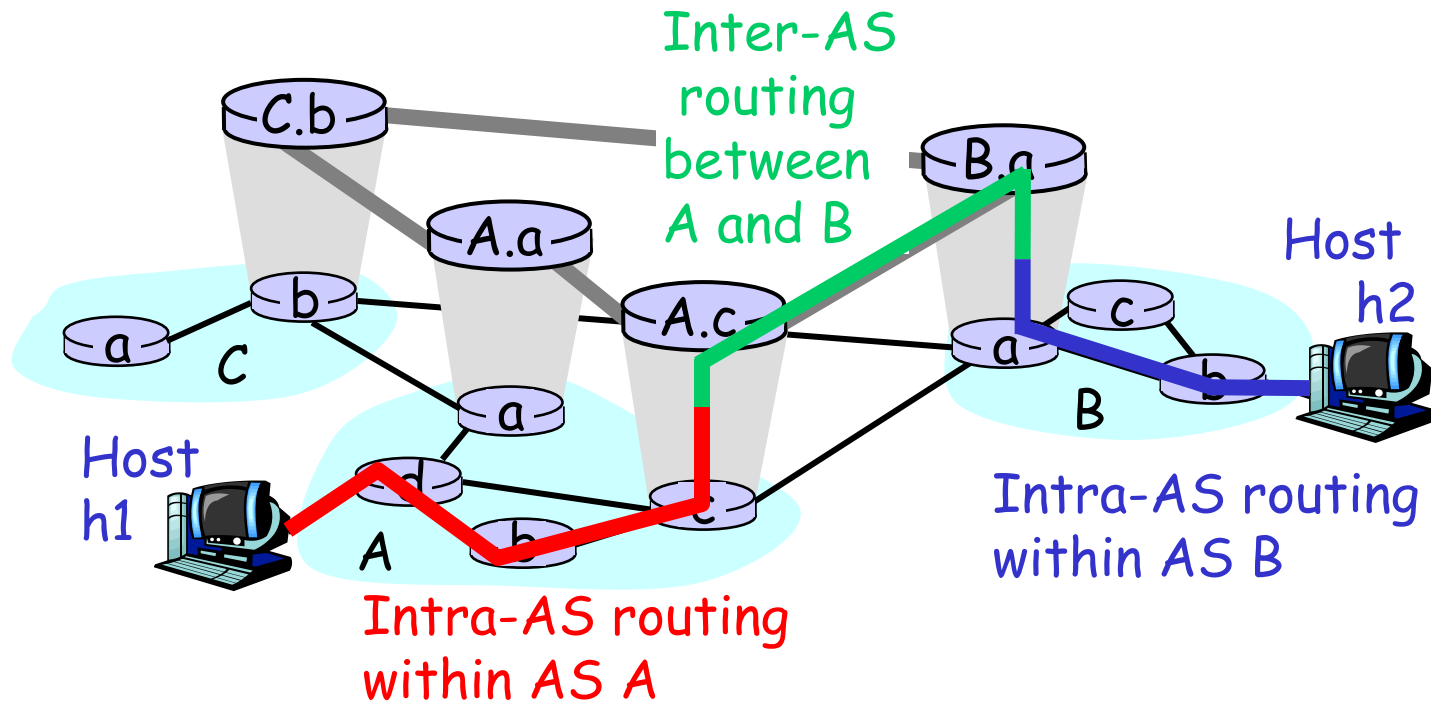 Inter-AS
routing
between
A and B
C.b
B.a
A.a
A.c
Host
h2
b
c
a
C
a
a
b
B
Host
h1
d
c
b
A
Intra-AS routing
within AS B
Intra-AS routing
within AS A